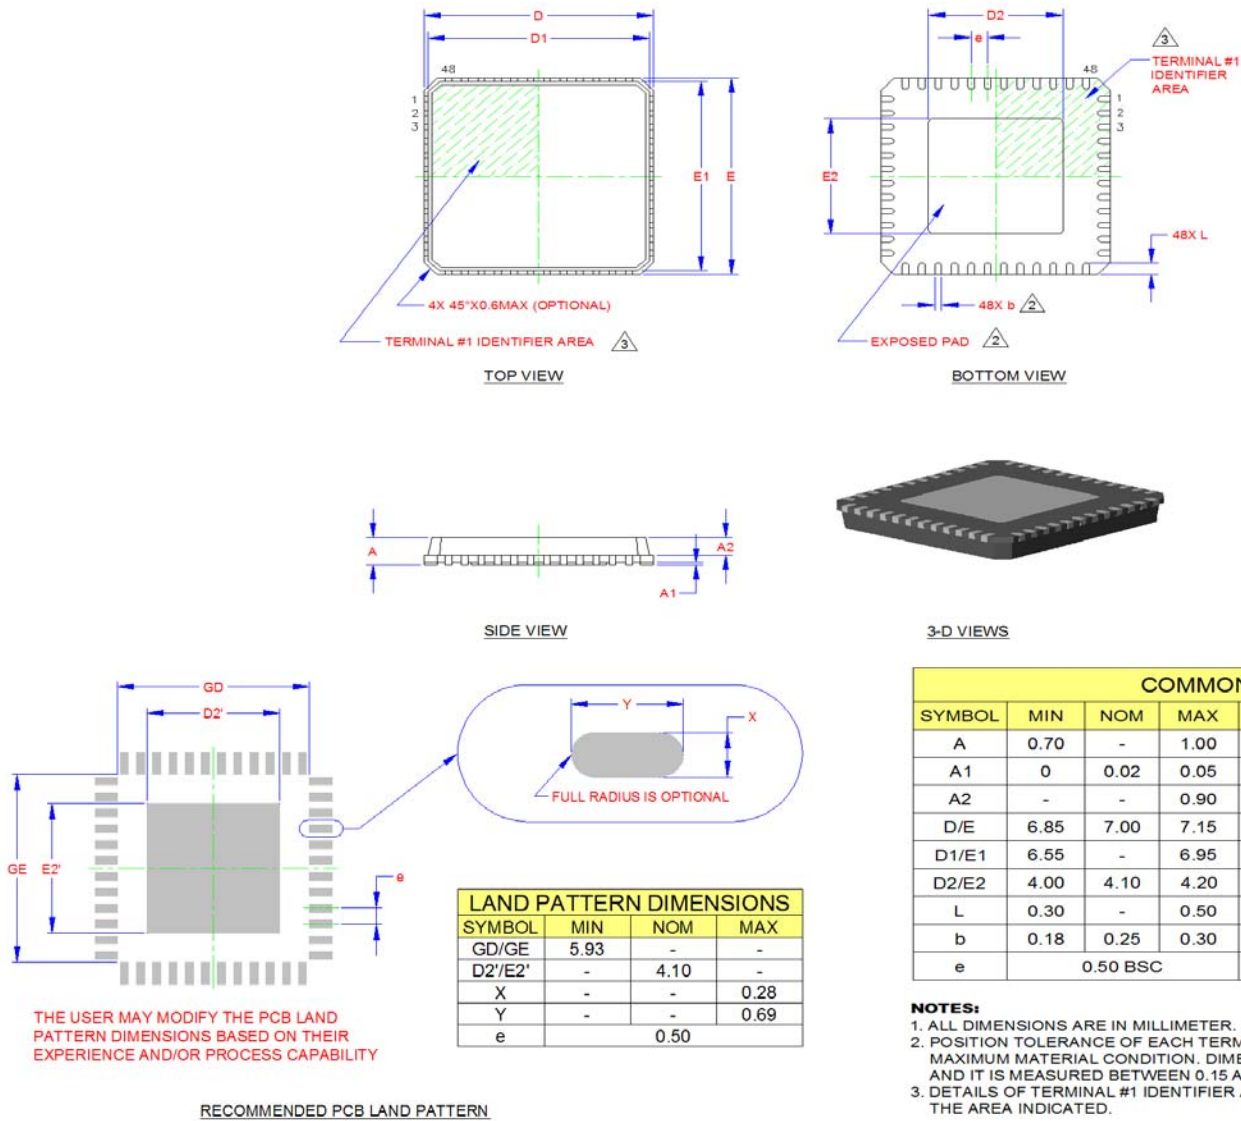 D
D1
48
1
2
3
E1
E
4X 45°X0.6MAX (OPTIONAL)
TERMINAL #1 IDENTIFIER AREA 3
TOP VIEW
D2
e
3
48
TERMINAL #1
IDENTIFIER
AREA
1
2
3
E2
48X L
48X b 2
EXPOSED PAD 2
BOTTOM VIEW
A
A2
A1
SIDE VIEW
3-D VIEWS
GD
D2'
GE
E2'
e
Y
X
FULL RADIUS IS OPTIONAL
THE USER MAY MODIFY THE PCB LAND
PATTERN DIMENSIONS BASED ON THEIR
EXPERIENCE AND/OR PROCESS CAPABILITY
RECOMMENDED PCB LAND PATTERN
LAND PATTERN DIMENSIONS
SYMBOL MIN NOM MAX
GD/GE 5.93 - -
D2'/E2' - 4.10 -
X - - 0.28
Y - - 0.69
e 0.50
COMMON
SYMBOL MIN NOM MAX
A 0.70 - 1.00
A1 0 0.02 0.05
A2 - - 0.90
D/E 6.85 7.00 7.15
D1/E1 6.55 - 6.95
D2/E2 4.00 4.10 4.20
L 0.30 - 0.50
b 0.18 0.25 0.30
e 0.50 BSC
NOTES:
1. ALL DIMENSIONS ARE IN MILLIMETER.
2. POSITION TOLERANCE OF EACH TERM
MAXIMUM MATERIAL CONDITION. DIME
AND IT IS MEASURED BETWEEN 0.15 A
3. DETAILS OF TERMINAL #1 IDENTIFIER
THE AREA INDICATED.